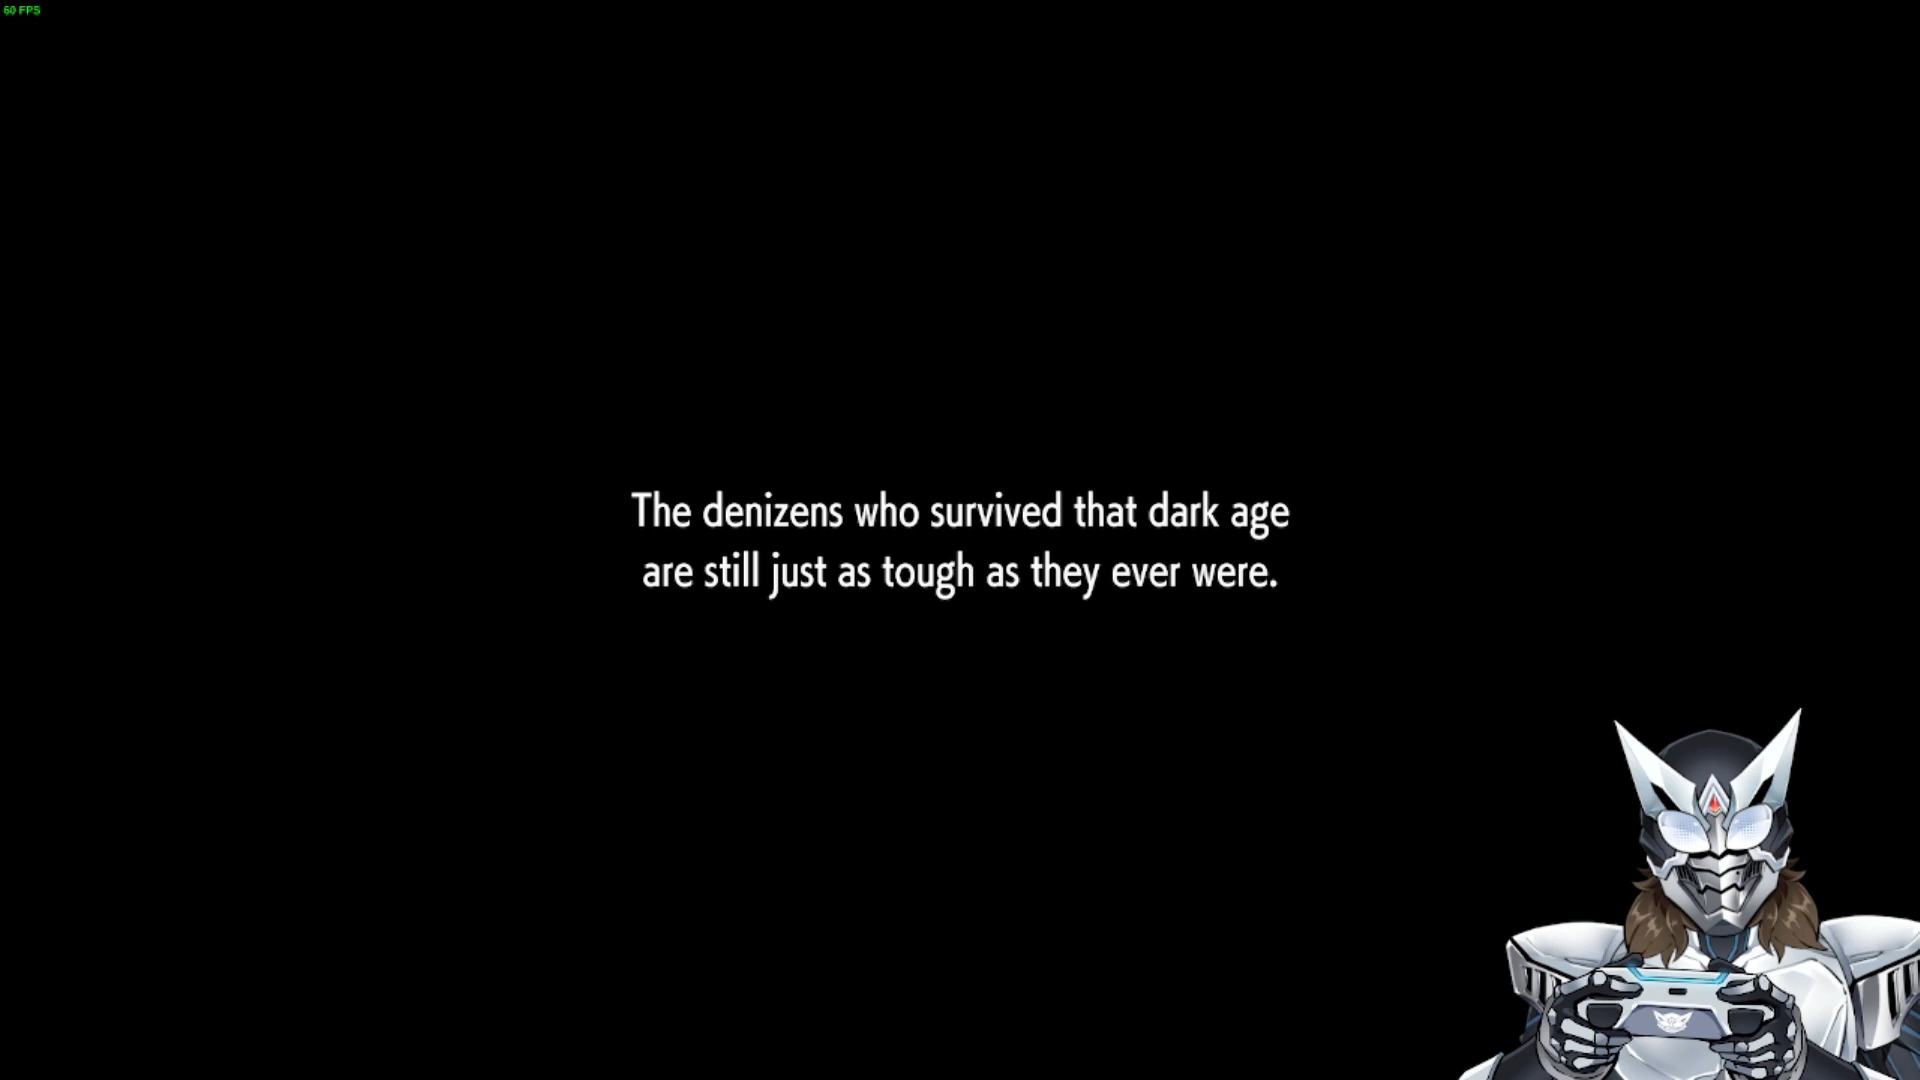 60 FPS
The denizens who survived that dark age
are still just as tough as they ever were.